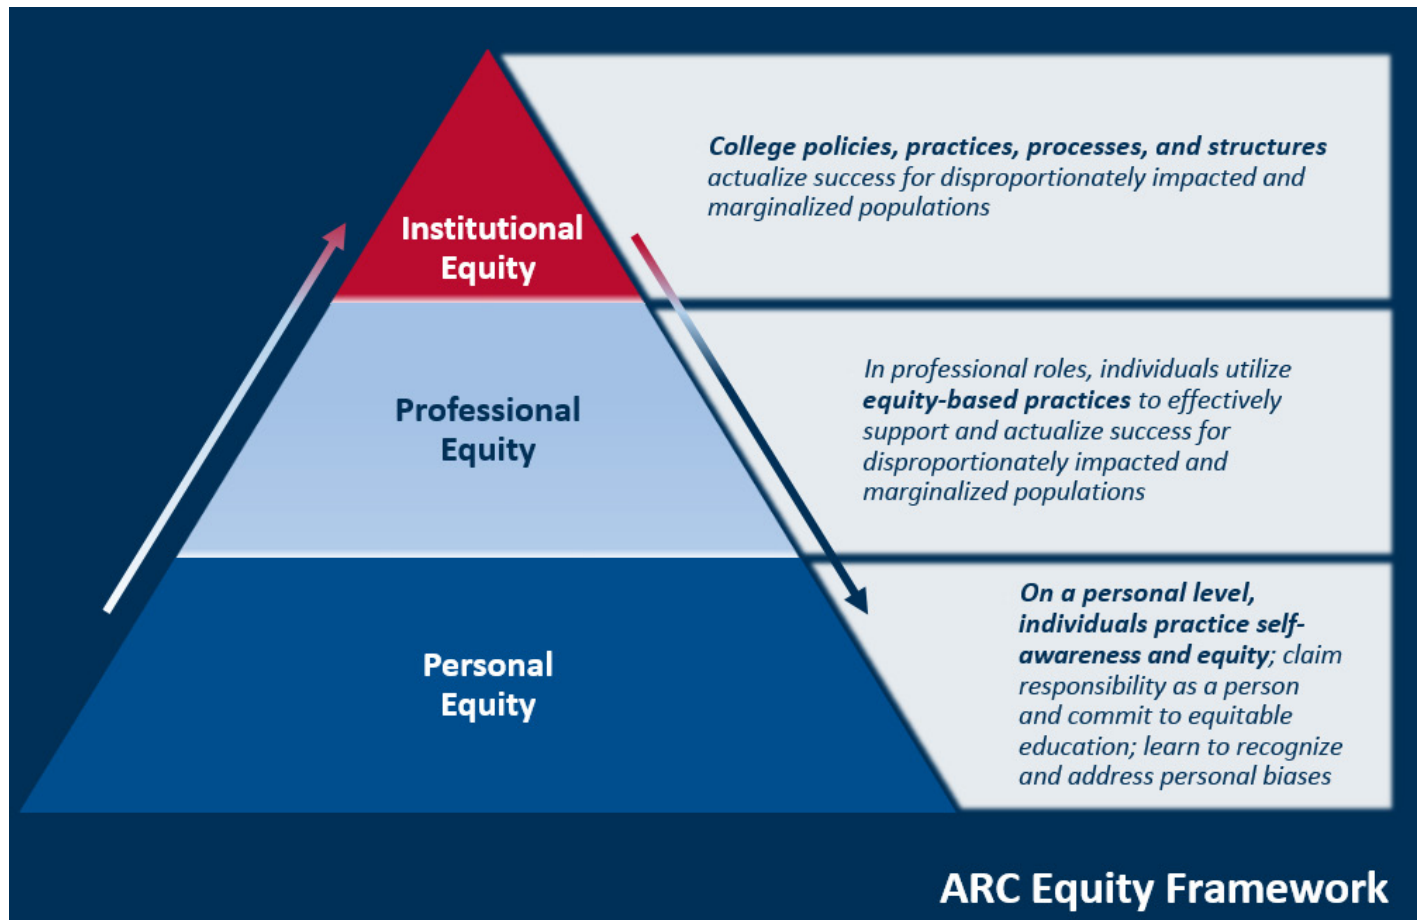 College policies, practices, processes, and structures
actualize success for disproportionately impacted and
marginalized populations
Institutional
Equity
In professional roles, individuals utilize
equity-based practices to effectively
support and actualize success for
disproportionately impacted and
marginalized populations
Professional
Equity
On a personal level,
individuals practice self-
awareness and equity; claim
responsibility as a person
and commit to equitable
education; learn to recognize
and address personal biases
Personal
Equity
ARC Equity Framework